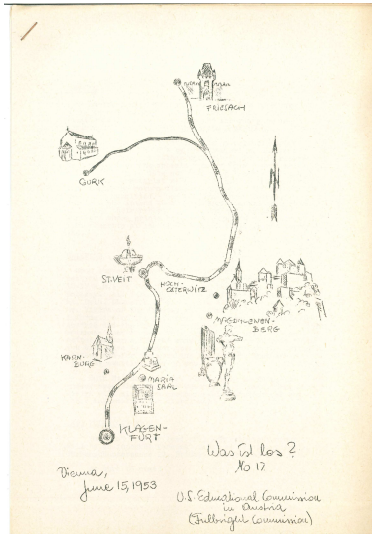 FRIESACH
GURK
N
ST.VEIT
HOCH-
OSTERWITZ
MAGDALENEN-
BERG
KARN-
BURG
MARIA
SAAL
KLAGEN-
FURT
Was ist los?
No 17
Vienna,
June 15, 1953
U.S. Educational Commission
in Austria
(Fulbright Commission)